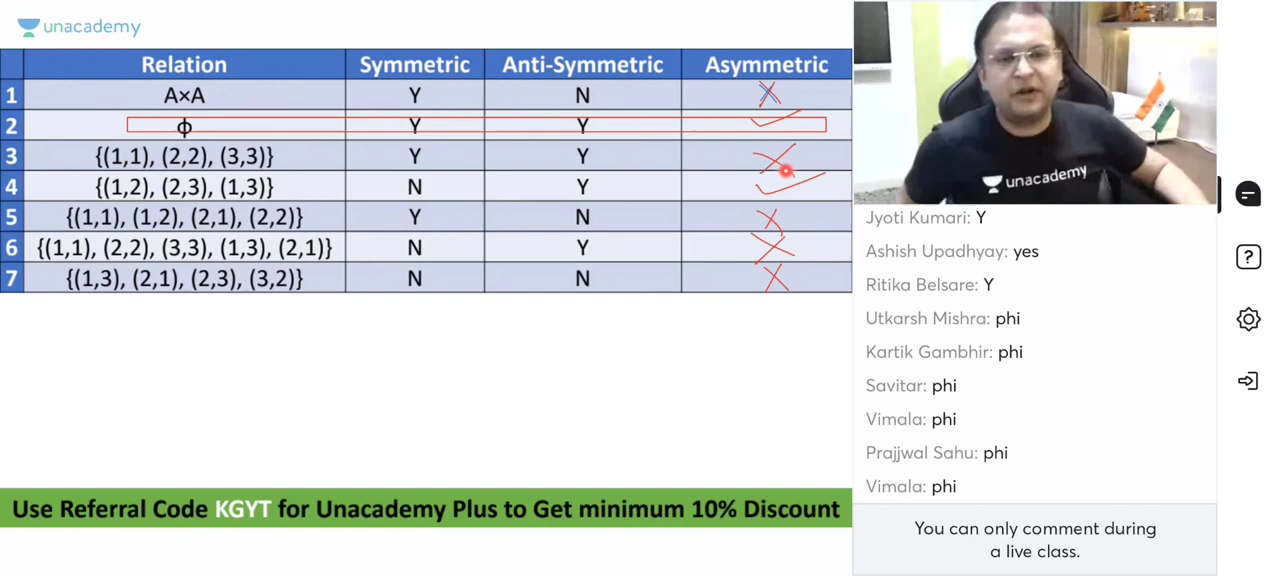 unacademy
Relation Symmetric Anti-Symmetric Asymmetric
1 A×A Y N ✗
2 ϕ Y Y ✓
3 {(1,1), (2,2), (3,3)} Y Y ✗
4 {(1,2), (2,3), (1,3)} N Y ✓
5 {(1,1), (1,2), (2,1), (2,2)} Y N ✗
6 {(1,1), (2,2), (3,3), (1,3), (2,1)} N Y ✗
7 {(1,3), (2,1), (2,3), (3,2)} N N ✗
Use Referral Code KGYT for Unacademy Plus to Get minimum 10% Discount
unacademy
Jyoti Kumari: Y
Ashish Upadhyay: yes
Ritika Belsare: Y
Utkarsh Mishra: phi
Kartik Gambhir: phi
Savitar: phi
Vimala: phi
Prajjwal Sahu: phi
Vimala: phi
You can only comment during
a live class.
?